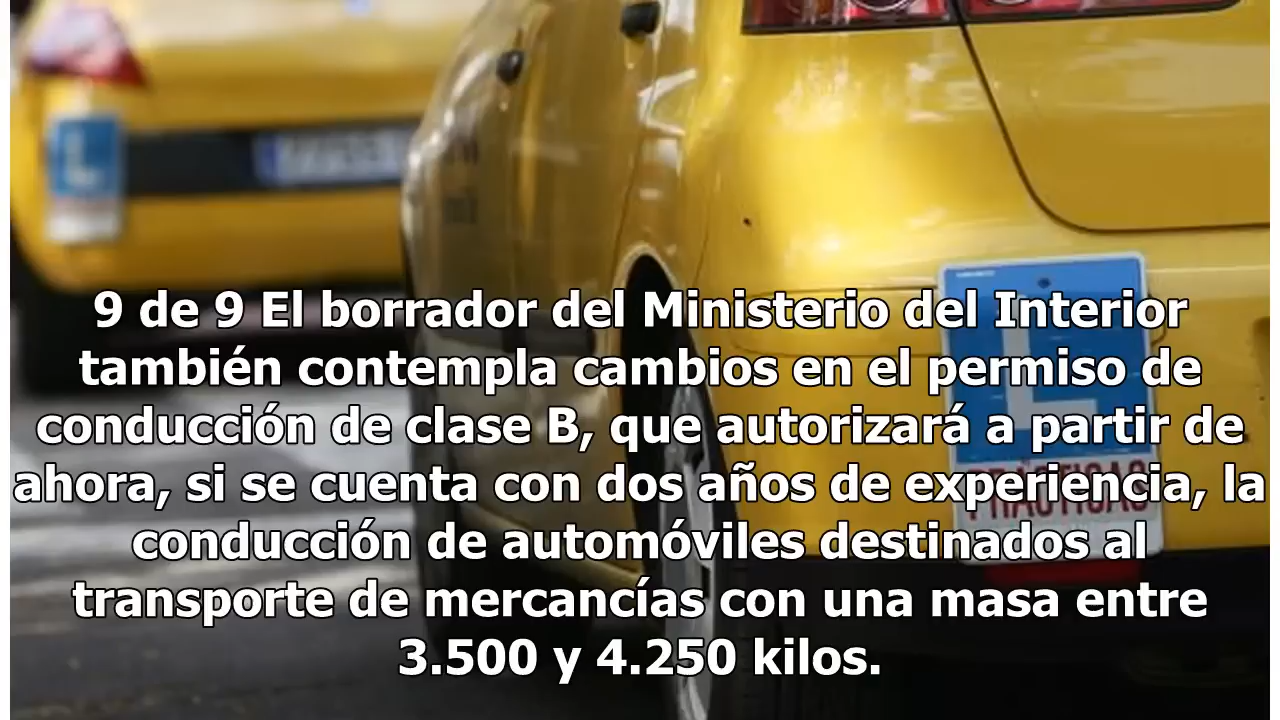 9 de 9 El borrador del Ministerio del Interior
también contempla cambios en el permiso de
conducción de clase B, que autorizará a partir de
ahora, si se cuenta con dos años de experiencia, la
conducción de automóviles destinados al
transporte de mercancías con una masa entre
3.500 y 4.250 kilos.
L
L
PRÁCTICAS